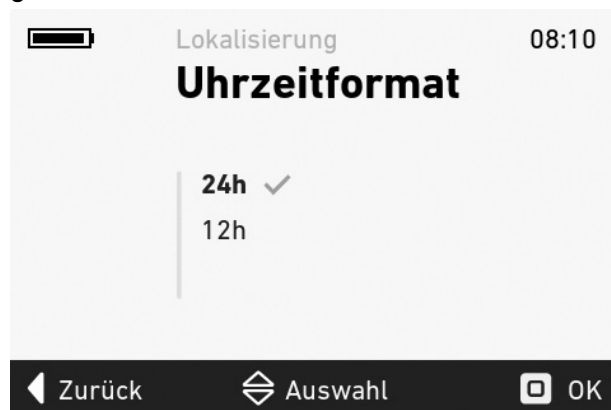 Lokalisierung 08:10
Uhrzeitformat
24h
12h
Zurück Auswahl OK